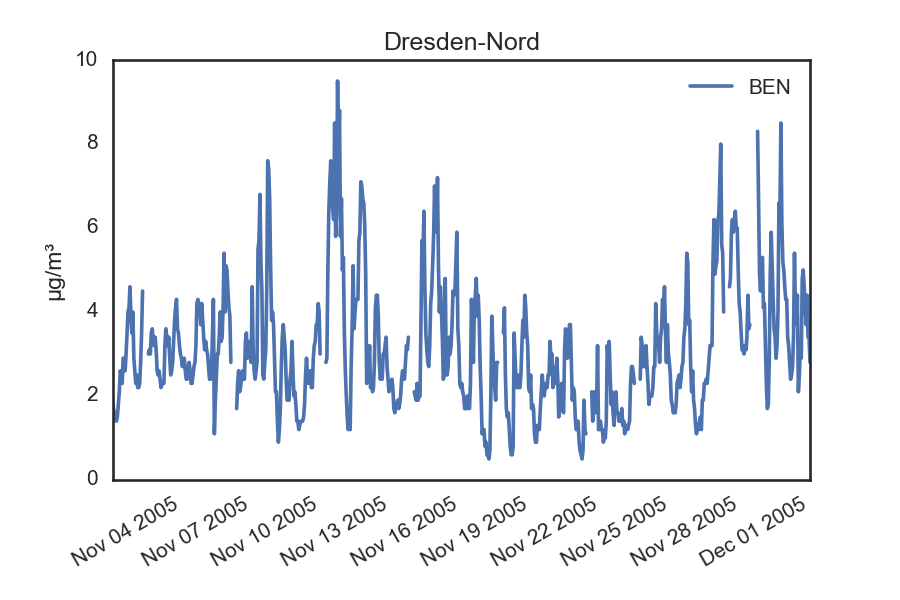 Dresden-Nord
BEN
µg/m³
10
8
6
4
2
0
Nov 04 2005
Nov 07 2005
Nov 10 2005
Nov 13 2005
Nov 16 2005
Nov 19 2005
Nov 22 2005
Nov 25 2005
Nov 28 2005
Dec 01 2005